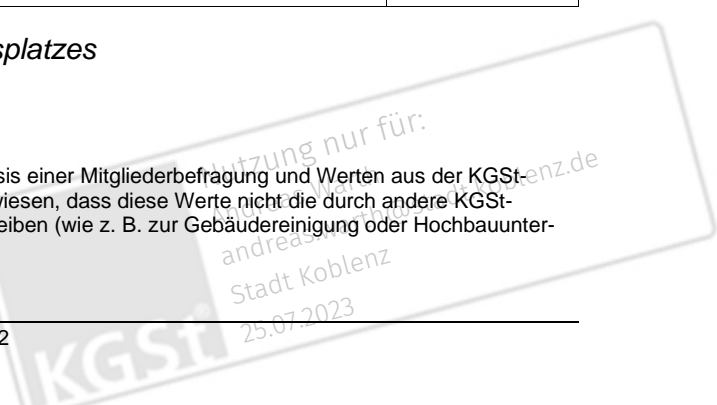 splatzes
Nutzung nur für:
sis einer Mitgliederbefragung und Werten aus der KGSt-
wiesen, dass diese Werte nicht die durch andere KGSt-
eiben (wie z. B. zur Gebäudereinigung oder Hochbauunter-
Stadt Koblenz
25.07.2023
2
KGSt